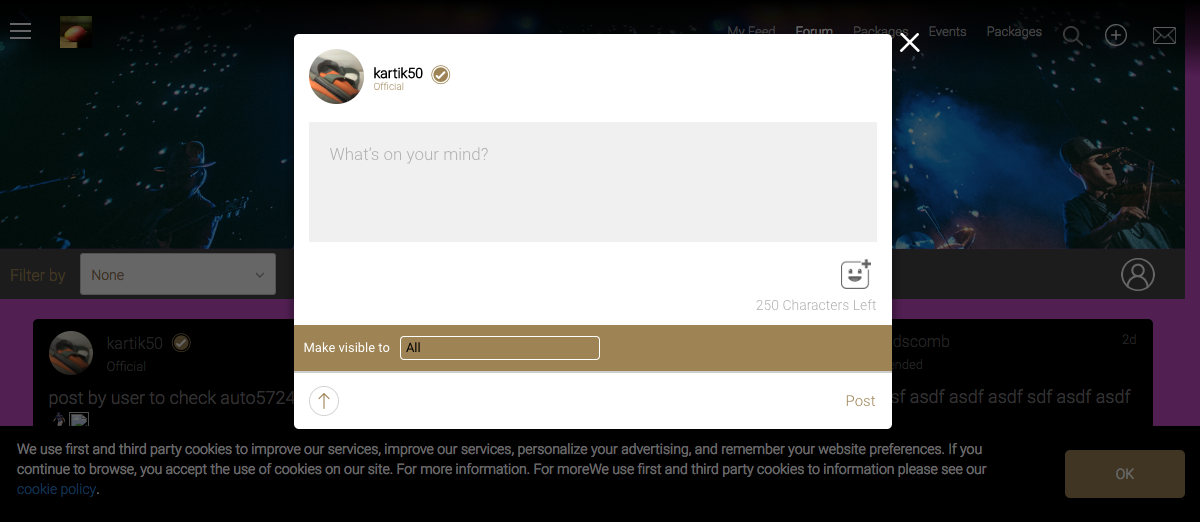 My Feed Forum Packages Events Packages
kartik50
Official
What's on your mind?
250 Characters Left
Make visible to All
Post
Filter by None
kartik50
Official
post by user to check auto5724
dscomb 2d
nded
sf asdf asdf asdf sdf asdf asdf
We use first and third party cookies to improve our services, improve our services, personalize your advertising, and remember your website preferences. If you
continue to browse, you accept the use of cookies on our site. For more information. For moreWe use first and third party cookies to information please see our
cookie policy.
OK